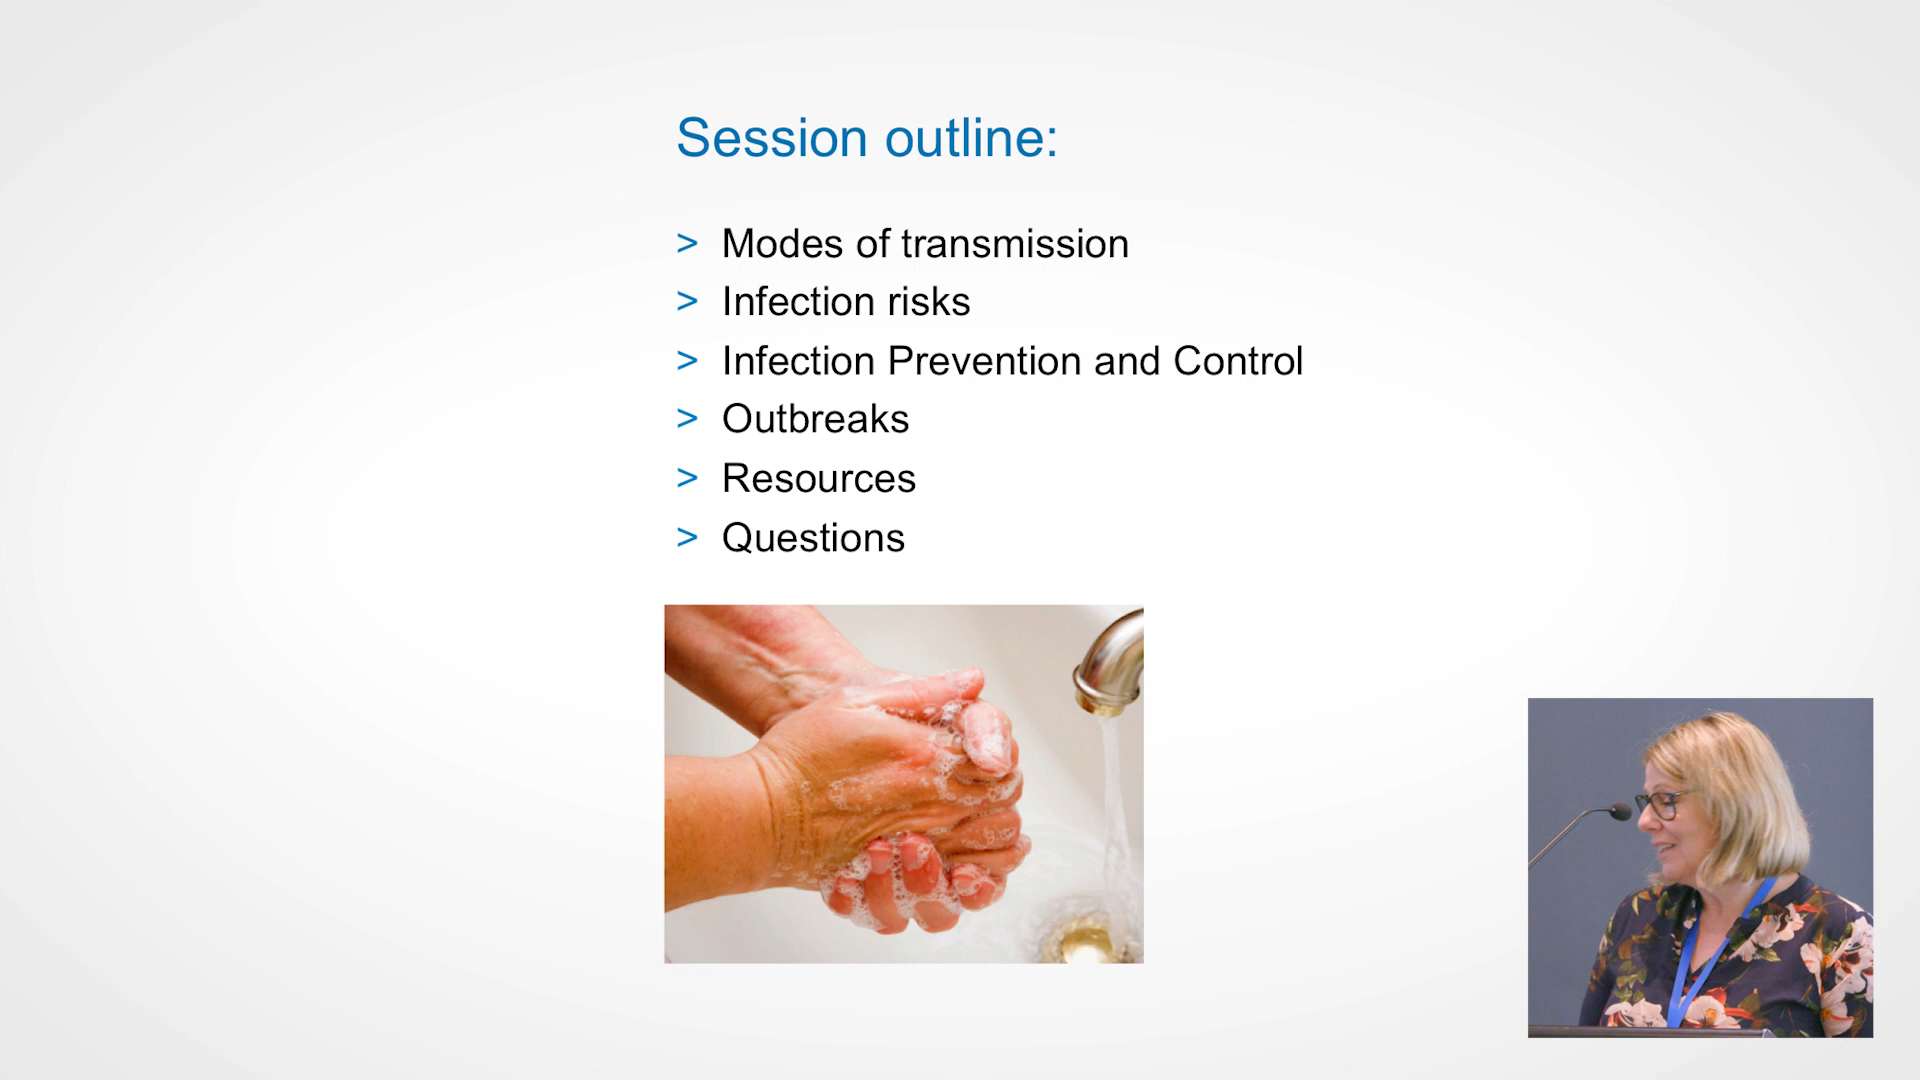 Session outline:
> Modes of transmission
> Infection risks
> Infection Prevention and Control
> Outbreaks
> Resources
> Questions